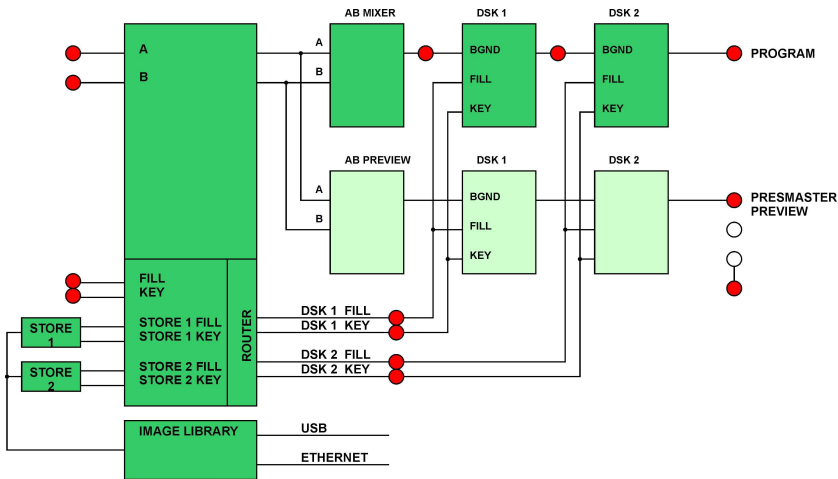 AB MIXER
DSK 1
DSK 2
A
B
A
B
BGND
FILL
KEY
BGND
FILL
KEY
PROGRAM
AB PREVIEW
DSK 1
DSK 2
A
B
BGND
FILL
KEY
PRESMASTER
PREVIEW
FILL
KEY
STORE 1 FILL
STORE 1 KEY
STORE 2 FILL
STORE 2 KEY
ROUTER
STORE
1
STORE
2
DSK 1 FILL
DSK 1 KEY
DSK 2 FILL
DSK 2 KEY
IMAGE LIBRARY
USB
ETHERNET